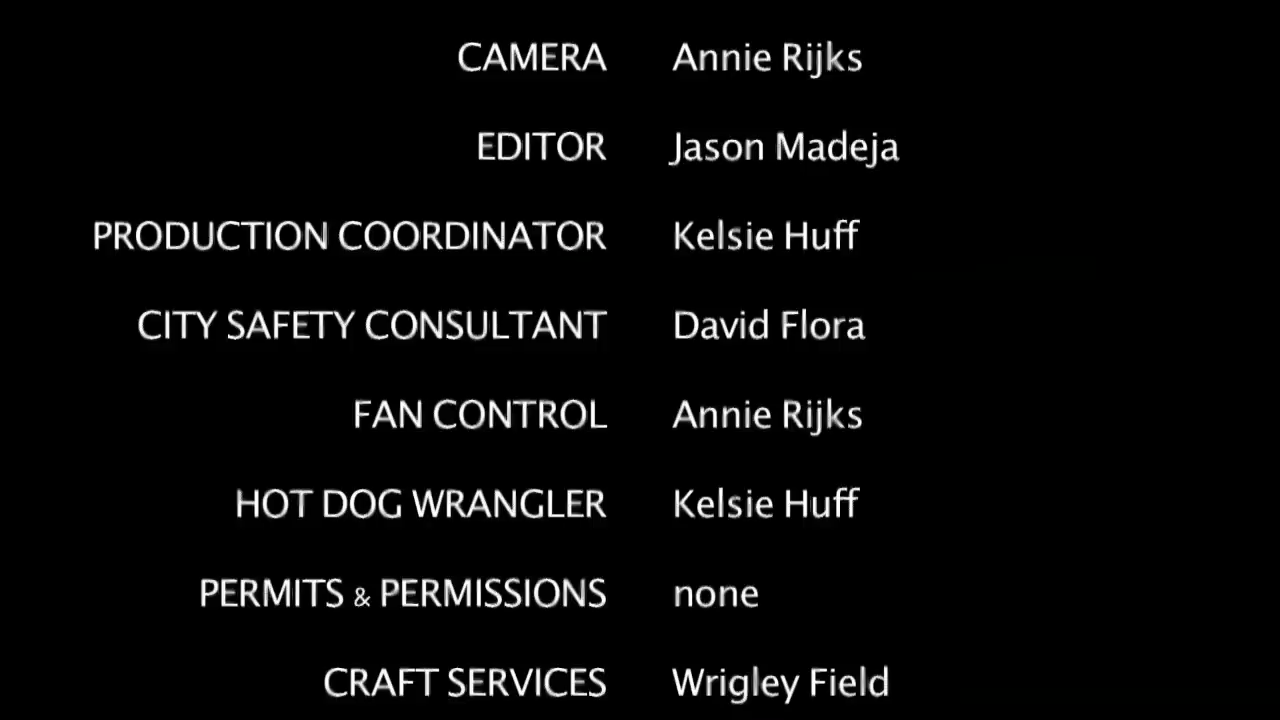 CAMERA Annie Rijks
EDITOR Jason Madeja
PRODUCTION COORDINATOR Kelsie Huff
CITY SAFETY CONSULTANT David Flora
FAN CONTROL Annie Rijks
HOT DOG WRANGLER Kelsie Huff
PERMITS & PERMISSIONS none
CRAFT SERVICES Wrigley Field